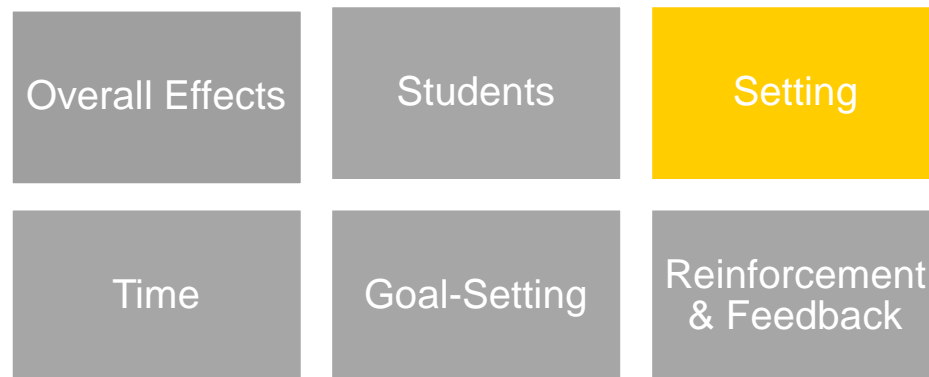 Overall Effects
Students
Setting
Time
Goal-Setting
Reinforcement
& Feedback